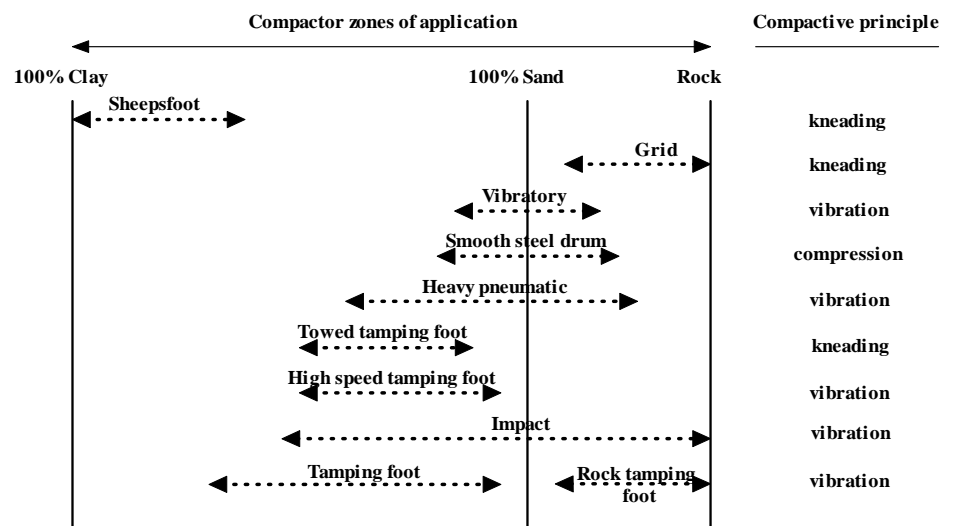 Compactor zones of application Compactive principle
100% Clay 100% Sand Rock
Sheepsfoot
kneading
Grid
kneading
Vibratory
vibration
Smooth steel drum
compression
Heavy pneumatic
vibration
Towed tamping foot
kneading
High speed tamping foot
vibration
Impact
vibration
Tamping foot
Rock tamping
foot
vibration